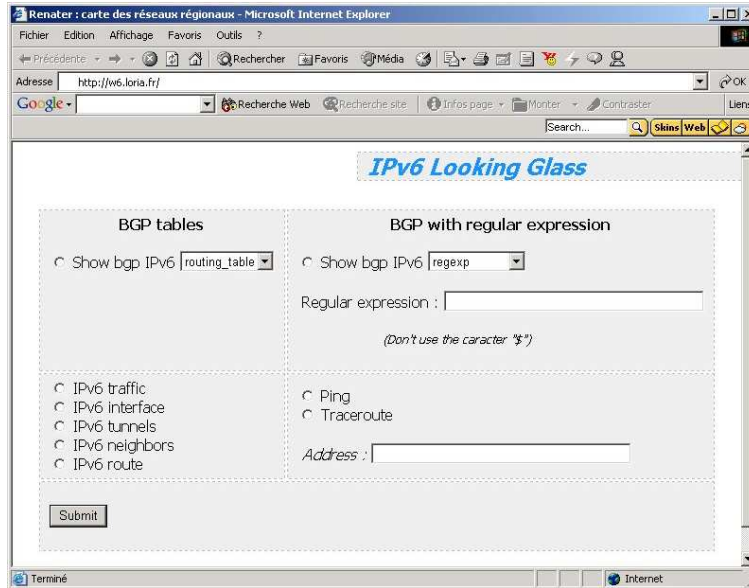 Renater : carte des réseaux régionaux - Microsoft Internet Explorer
Fichier Edition Affichage Favoris Outils ?
Précédente Rechercher Favoris Média
Adresse http://w6.loria.fr/ OK
Google Recherche Web Recherche site Infos page Monter Contraster Liens
Search... Skins Web
IPv6 Looking Glass
BGP tables
Show bgp IPv6 routing_table
BGP with regular expression
Show bgp IPv6 regexp
Regular expression :
(Don't use the caracter "$")
IPv6 traffic
IPv6 interface
IPv6 tunnels
IPv6 neighbors
IPv6 route
Ping
Traceroute
Address :
Submit
Terminé Internet